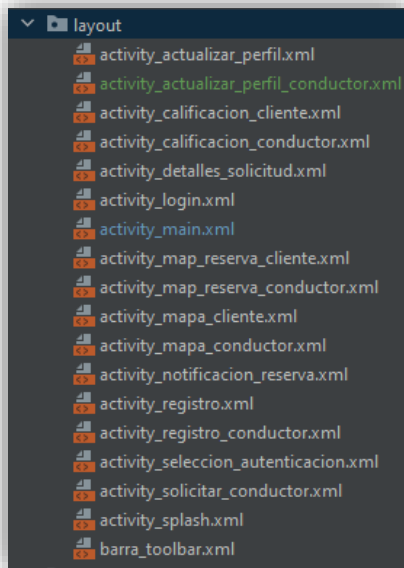 layout
activity_actualizar_perfil.xml
activity_actualizar_perfil_conductor.xml
activity_calificacion_cliente.xml
activity_calificacion_conductor.xml
activity_detalles_solicitud.xml
activity_login.xml
activity_main.xml
activity_map_reserva_cliente.xml
activity_map_reserva_conductor.xml
activity_mapa_cliente.xml
activity_mapa_conductor.xml
activity_notificacion_reserva.xml
activity_registro.xml
activity_registro_conductor.xml
activity_seleccion_autenticacion.xml
activity_solicitar_conductor.xml
activity_splash.xml
barra_toolbar.xml